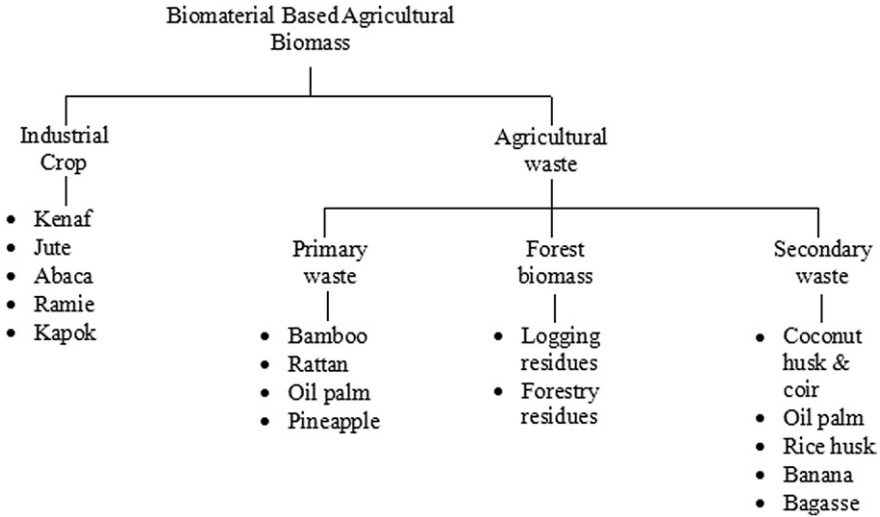 Biomaterial Based Agricultural
Biomass
Industrial
Crop
• Kenaf
• Jute
• Abaca
• Ramie
• Kapok
Agricultural
waste
Primary
waste
• Bamboo
• Rattan
• Oil palm
• Pineapple
Forest
biomass
• Logging
residues
• Forestry
residues
Secondary
waste
• Coconut
husk &
coir
• Oil palm
• Rice husk
• Banana
• Bagasse